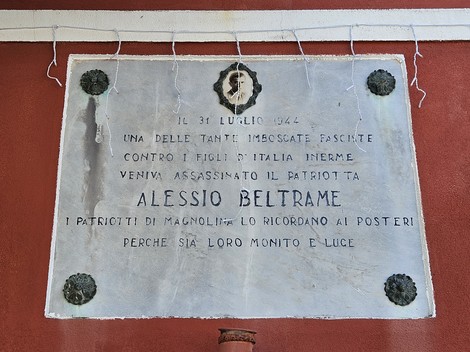 IL 31 LUGLIO 1944
UNA DELLE TANTE IMBOSCATE FASCISTE
CONTRO I FIGLI D'ITALIA INERME
VENIVA ASSASSINATO IL PATRIOTTA
ALESSIO BELTRAME
I PATRIOTTI DI MAGNOLINA LO RICORDANO AI POSTERI
PERCHE SIA LORO MONITO E LUCE